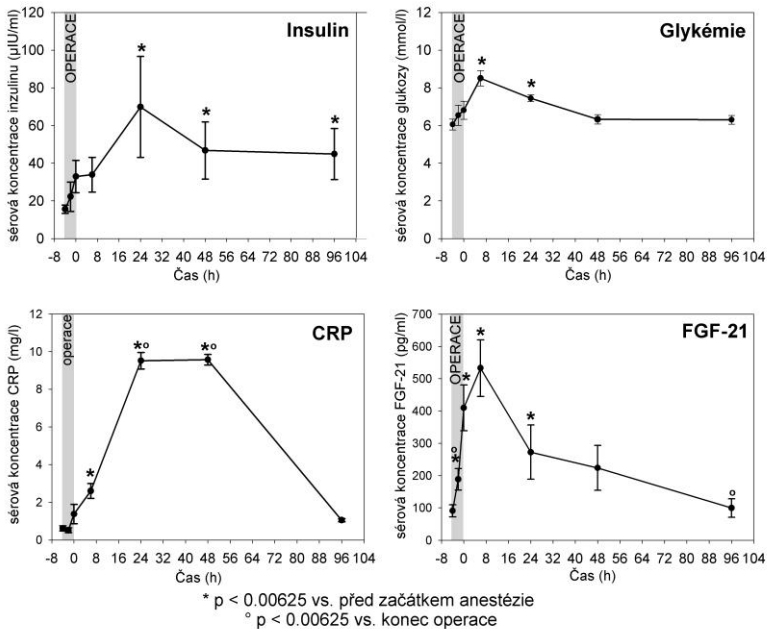 Insulin
OPERACE
sérová koncentrace inzulinu (µIU/ml)
120
100
80
60
40
20
0
* * *
-8 0 8 16 24 32 40 48 56 64 72 80 88 96 104
Čas (h)
Glykémie
OPERACE
sérová koncentrace glukozy (mmol/l)
12
10
8
6
4
2
0
* *
-8 0 8 16 24 32 40 48 56 64 72 80 88 96 104
Čas (h)
CRP
operace
sérová koncentrace CRP (mg/l)
12
10
8
6
4
2
0
* *° *°
-8 0 8 16 24 32 40 48 56 64 72 80 88 96 104
Čas (h)
FGF-21
OPERACE
sérová koncentrace FGF-21 (pg/ml)
700
600
500
400
300
200
100
0
°* * * * °
-8 0 8 16 24 32 40 48 56 64 72 80 88 96 104
Čas (h)
* p < 0.00625 vs. před začátkem anestézie
° p < 0.00625 vs. konec operace